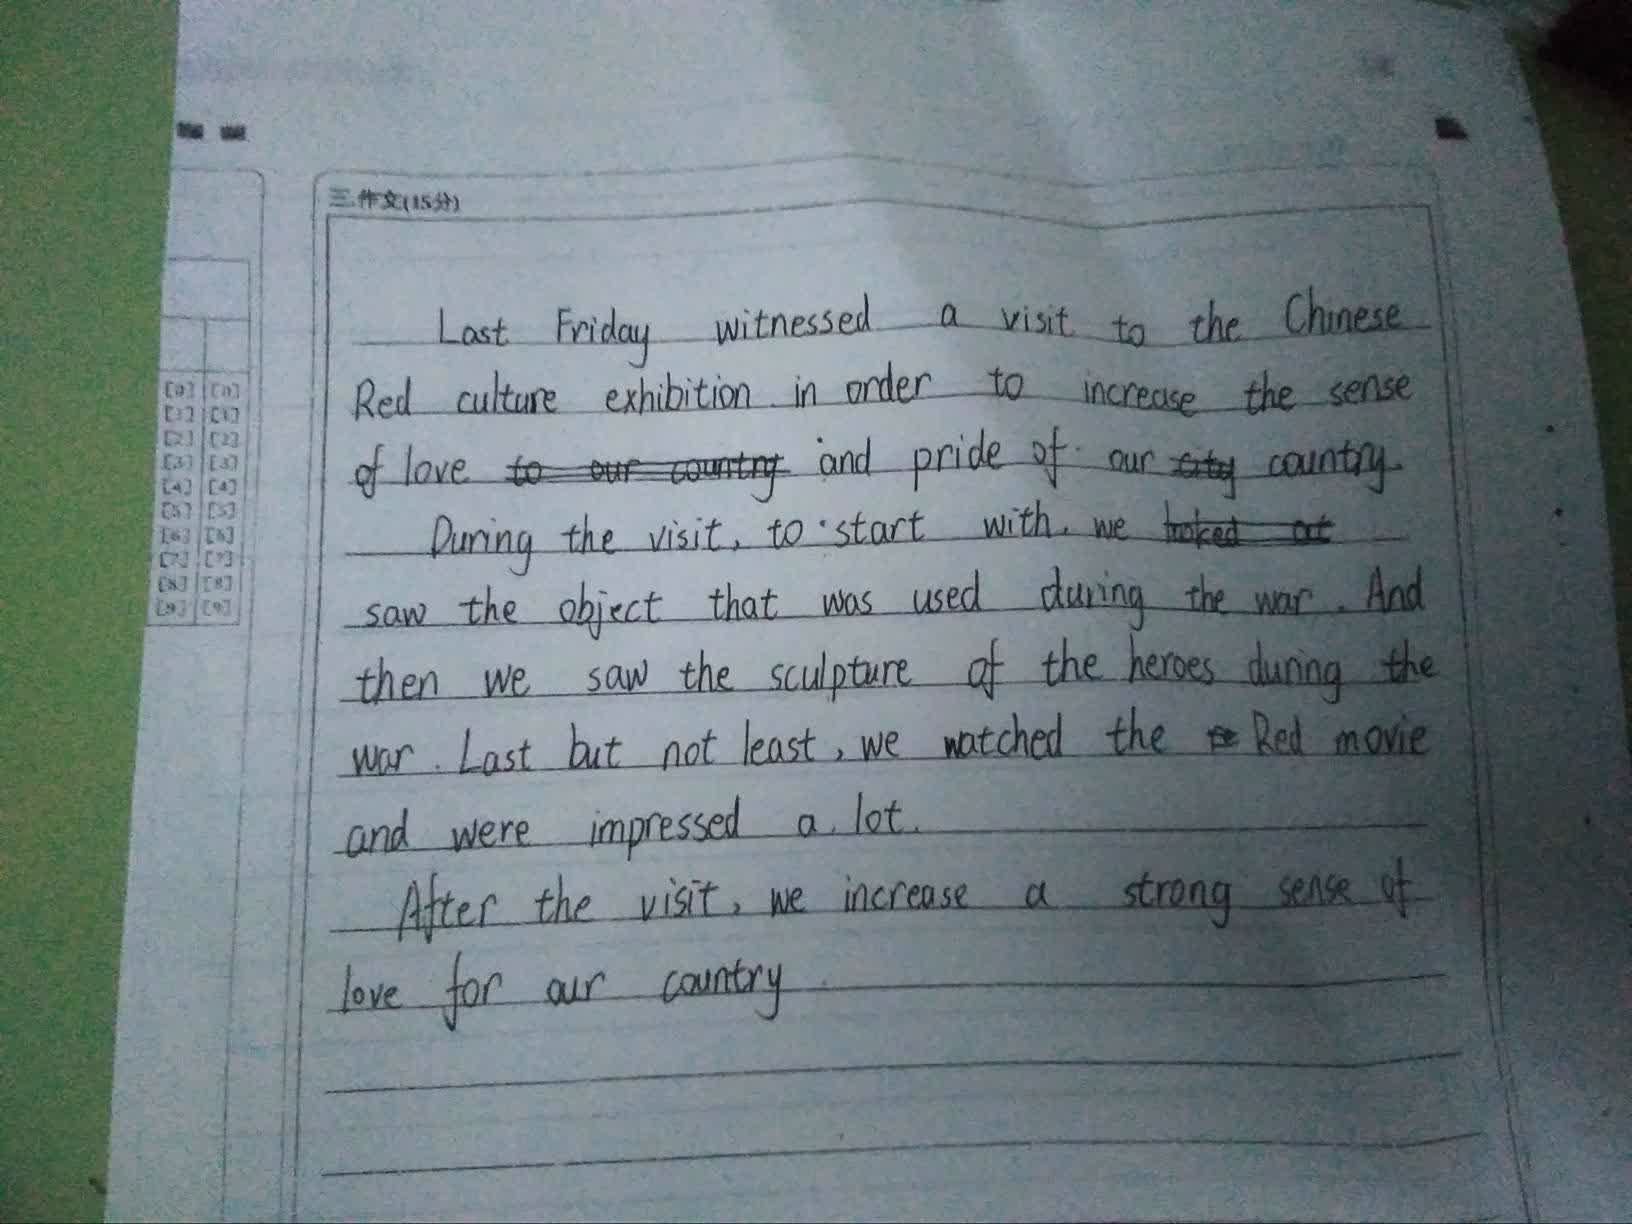 三.作文(15分)
Last Friday witnessed a visit to the Chinese
Red culture exhibition in order to increase the sense
of love to our country and pride of our city country.
During the visit, to start with, we looked at
saw the object that was used during the war. And
then we saw the sculpture of the heroes during the
war. Last but not least, we watched the Red movie
and were impressed a lot.
After the visit, we increase a strong sense of
love for our country.
[0] [0]
[1] [1]
[2] [2]
[3] [3]
[4] [4]
[5] [5]
[6] [6]
[7] [7]
[8] [8]
[9] [9]